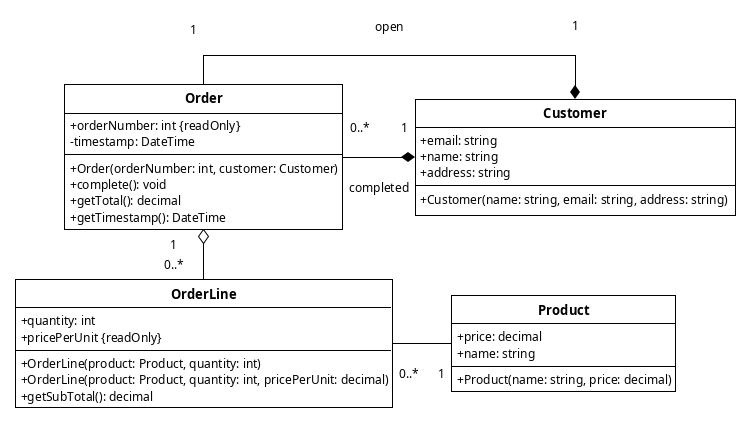 1
open
1
Order
+orderNumber: int {readOnly}
-timestamp: DateTime
+Order(orderNumber: int, customer: Customer)
+complete(): void
+getTotal(): decimal
+getTimestamp(): DateTime
0..*
1
completed
Customer
+email: string
+name: string
+address: string
+Customer(name: string, email: string, address: string)
1
0..*
OrderLine
+quantity: int
+pricePerUnit {readOnly}
+OrderLine(product: Product, quantity: int)
+OrderLine(product: Product, quantity: int, pricePerUnit: decimal)
+getSubTotal(): decimal
0..*
1
Product
+price: decimal
+name: string
+Product(name: string, price: decimal)